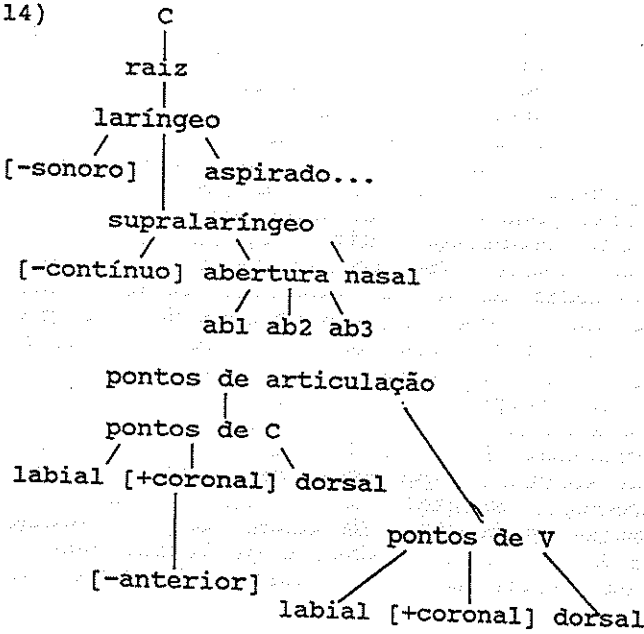 14) C
raiz
laríngeo
[-sonoro] aspirado...
supralaríngeo
[-contínuo] abertura nasal
ab1 ab2 ab3
pontos de articulação
pontos de C
labial [+coronal] dorsal
pontos de V
[-anterior]
labial [+coronal] dorsal